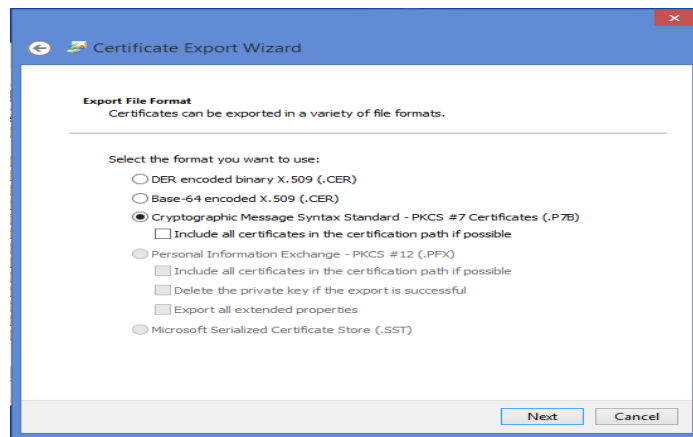 Certificate Export Wizard
Export File Format
Certificates can be exported in a variety of file formats.
Select the format you want to use:
DER encoded binary X.509 (.CER)
Base-64 encoded X.509 (.CER)
Cryptographic Message Syntax Standard - PKCS #7 Certificates (.P7B)
Include all certificates in the certification path if possible
Personal Information Exchange - PKCS #12 (.PFX)
Include all certificates in the certification path if possible
Delete the private key if the export is successful
Export all extended properties
Microsoft Serialized Certificate Store (.SST)
Next Cancel